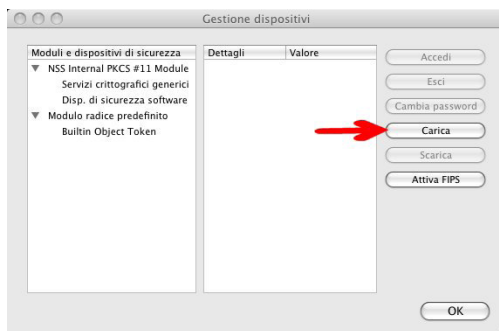 Gestione dispositivi
Moduli e dispositivi di sicurezza
Dettagli
Valore
NSS Internal PKCS #11 Module
Servizi crittografici generici
Disp. di sicurezza software
Modulo radice predefinito
Builtin Object Token
Accedi
Esci
Cambia password
Carica
Scarica
Attiva FIPS
OK